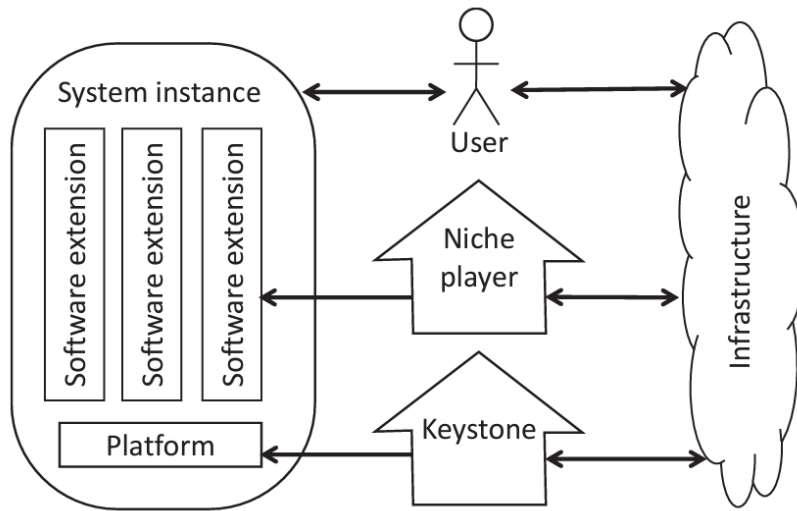 System instance
User
Software extension
Software extension
Software extension
Niche
player
Infrastructure
Platform
Keystone